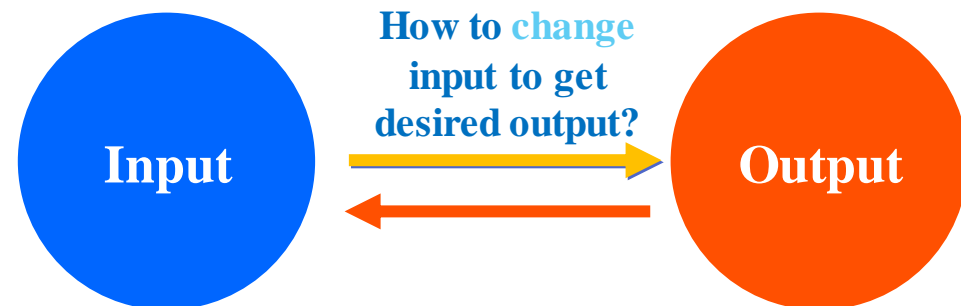 How to change
input to get
desired output?
Input
Output